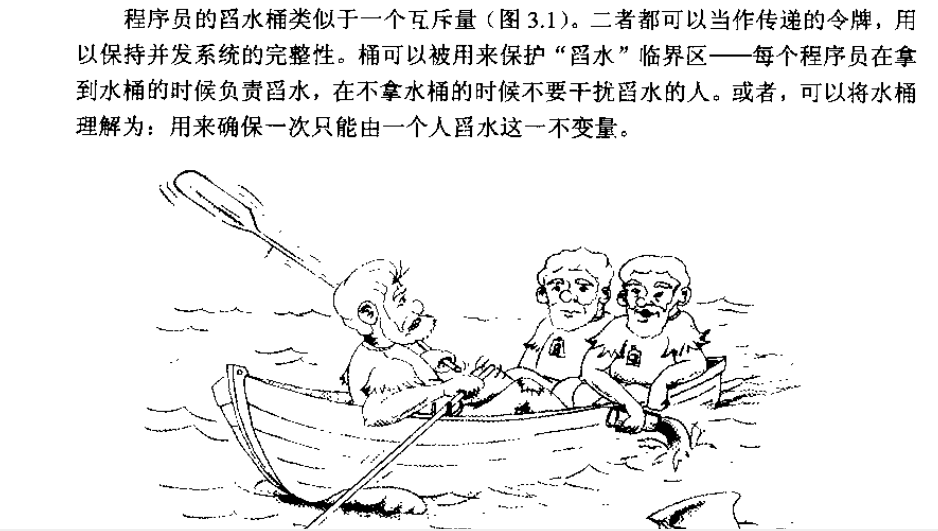 程序员的舀水桶类似于一个互斥量（图 3.1）。二者都可以当作传递的令牌，用
以保持并发系统的完整性。桶可以被用来保护“舀水”临界区——每个程序员在拿
到水桶的时候负责舀水，在不拿水桶的时候不要干扰舀水的人。或者，可以将水桶
理解为：用来确保一次只能由一个人舀水这一不变量。